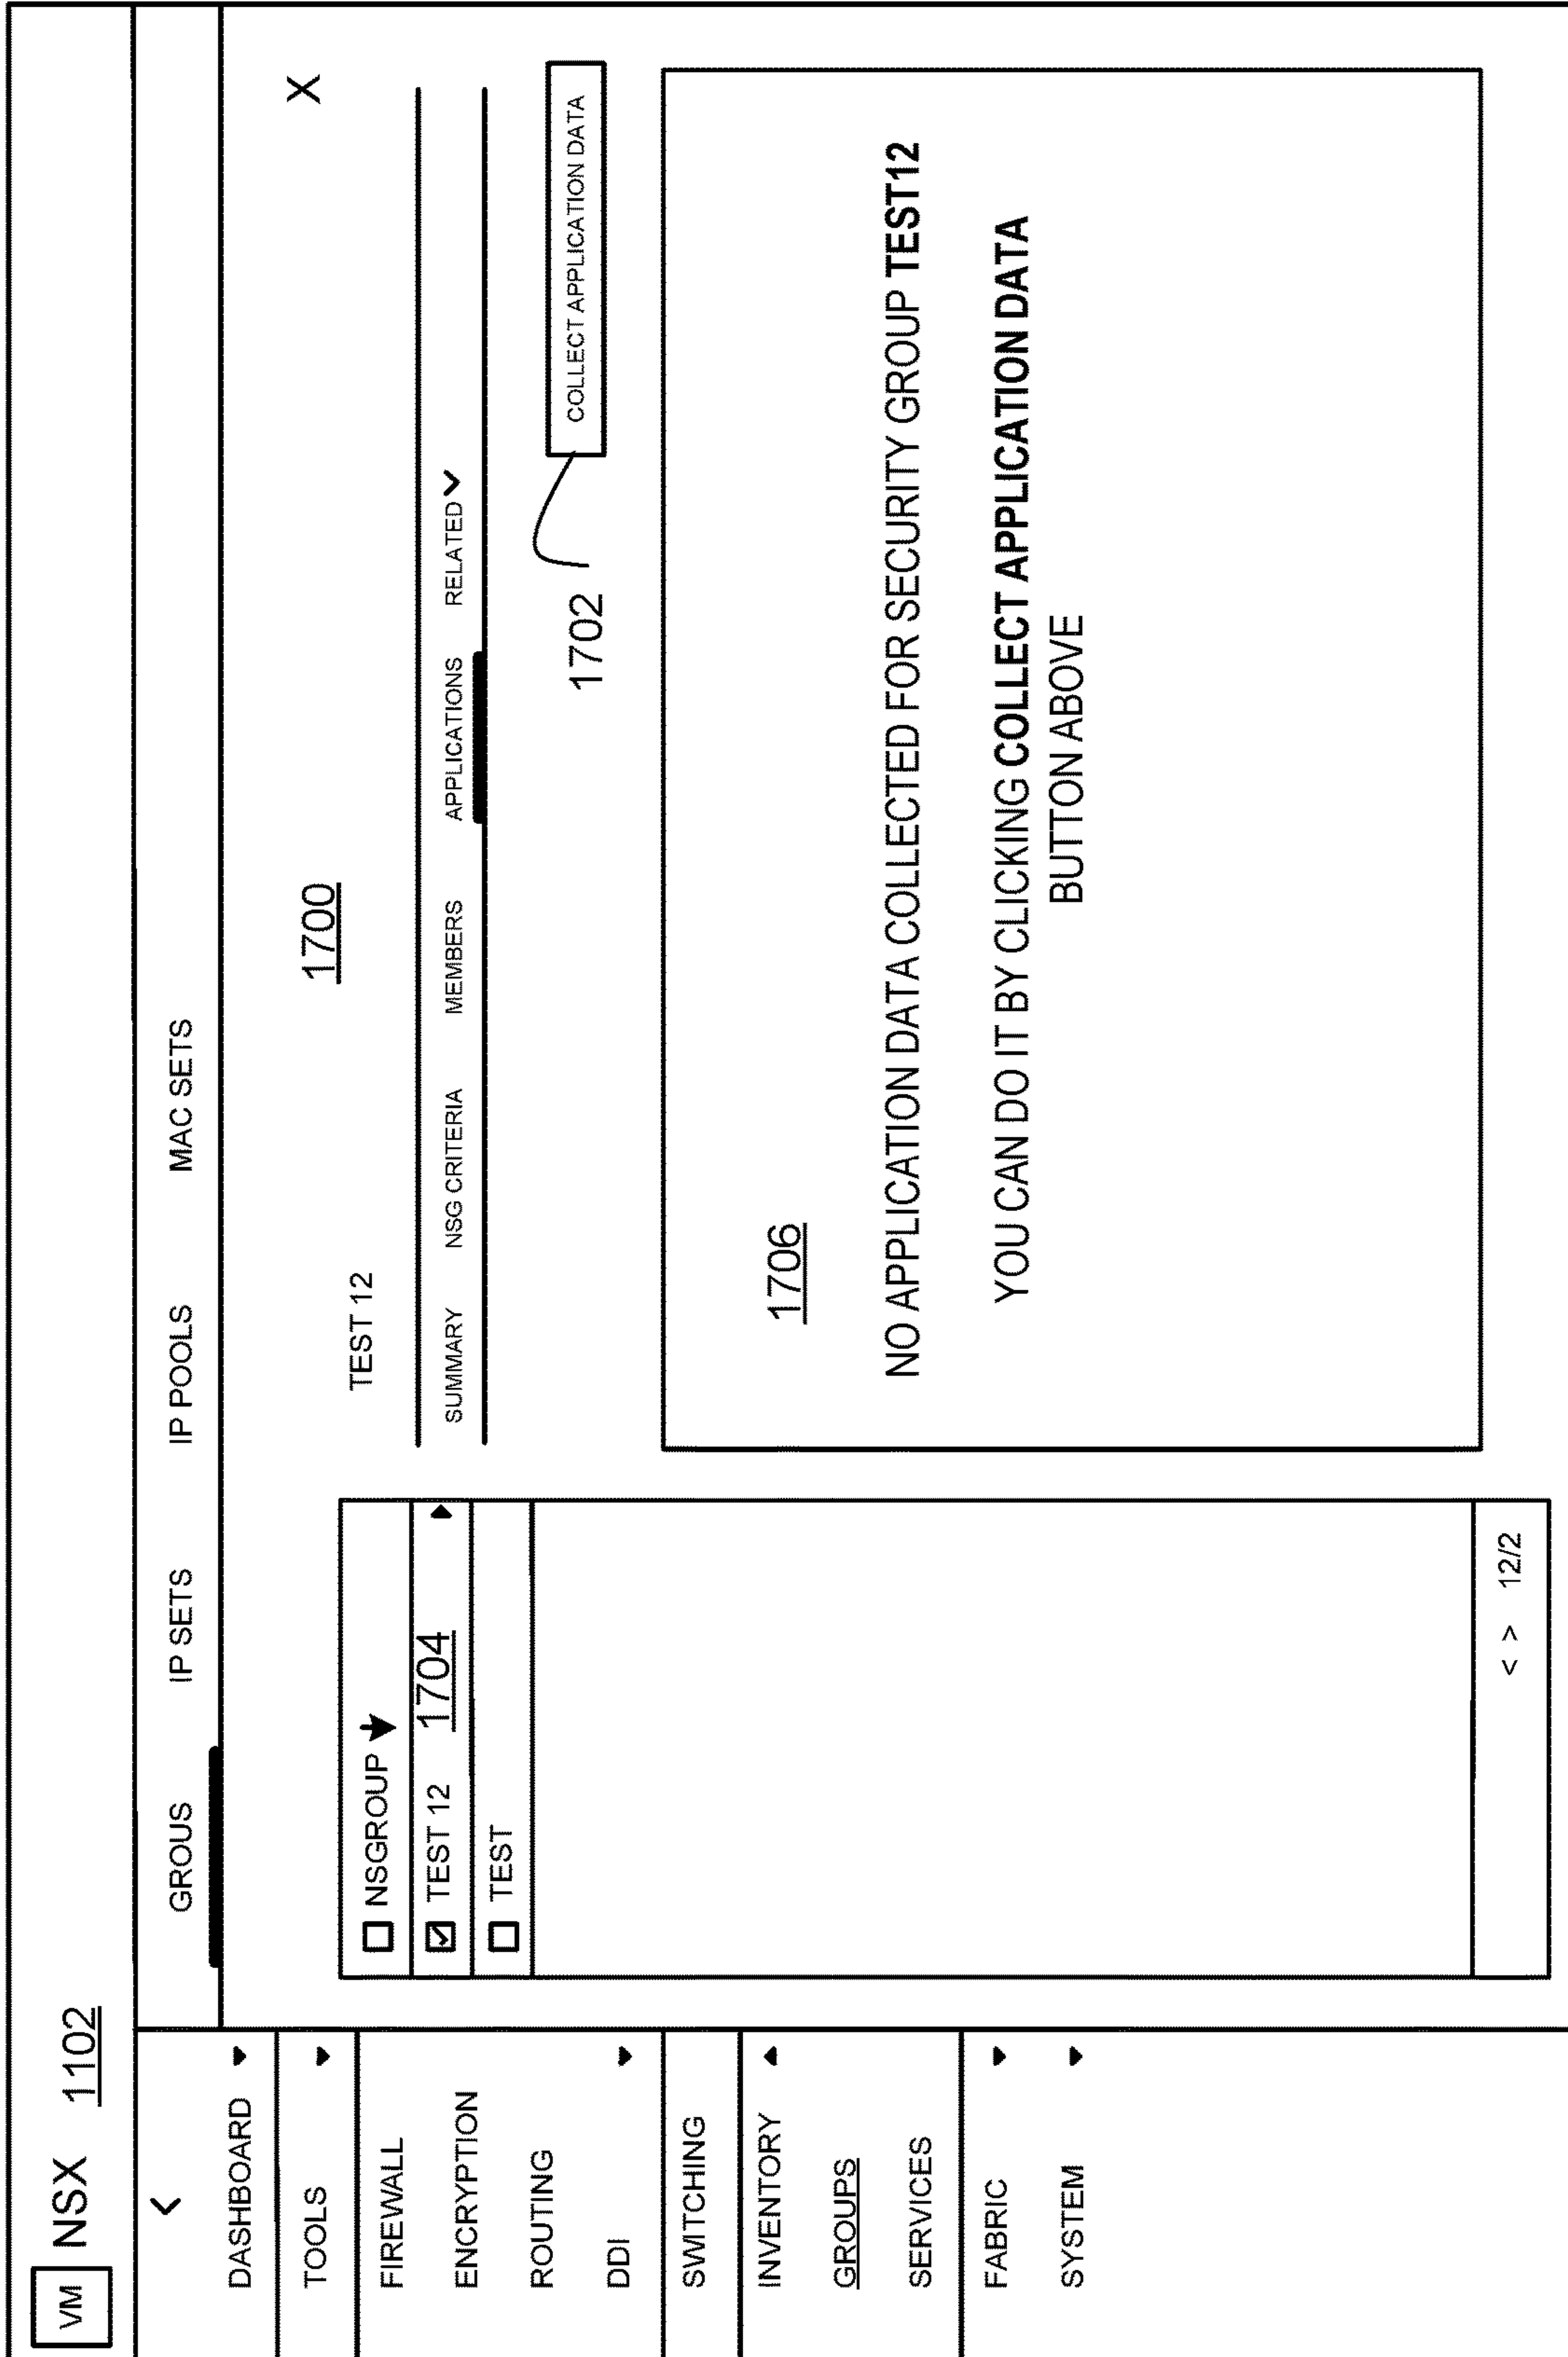 VM NSX 1102
<
GROUS IP SETS IP POOLS MAC SETS
DASHBOARD
TOOLS
FIREWALL
ENCRYPTION
ROUTING
DDI
SWITCHING
INVENTORY
GROUPS
SERVICES
FABRIC
SYSTEM
NSGROUP
TEST 12 1704
TEST
< > 12/2
1700 X
TEST 12
SUMMARY NSG CRITERIA MEMBERS APPLICATIONS RELATED
1702 COLLECT APPLICATION DATA
1706
NO APPLICATION DATA COLLECTED FOR SECURITY GROUP TEST12
YOU CAN DO IT BY CLICKING COLLECT APPLICATION DATA
BUTTON ABOVE